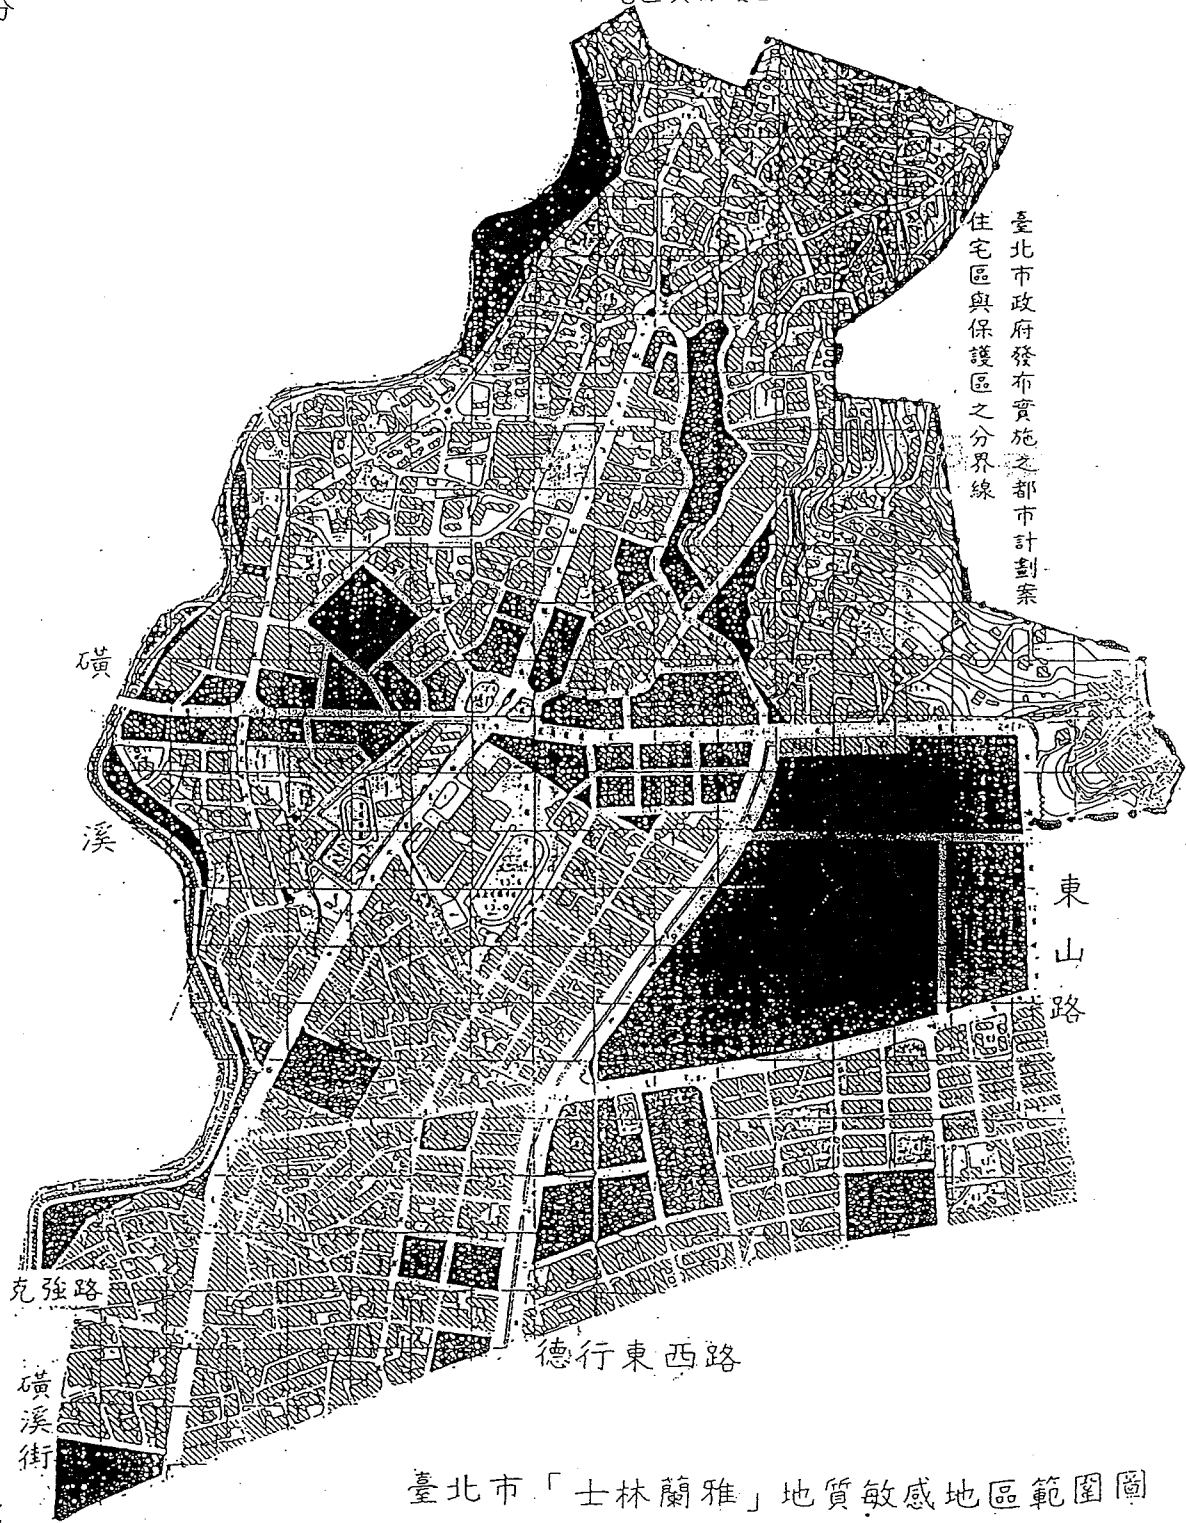 分
臺北市政府發布實施之都市計劃案
住宅區與保護區之分界線
磺溪
東山路
克強路
德行東西路
磺溪街
臺北市「士林蘭雅」地質敏感地區範圍圖